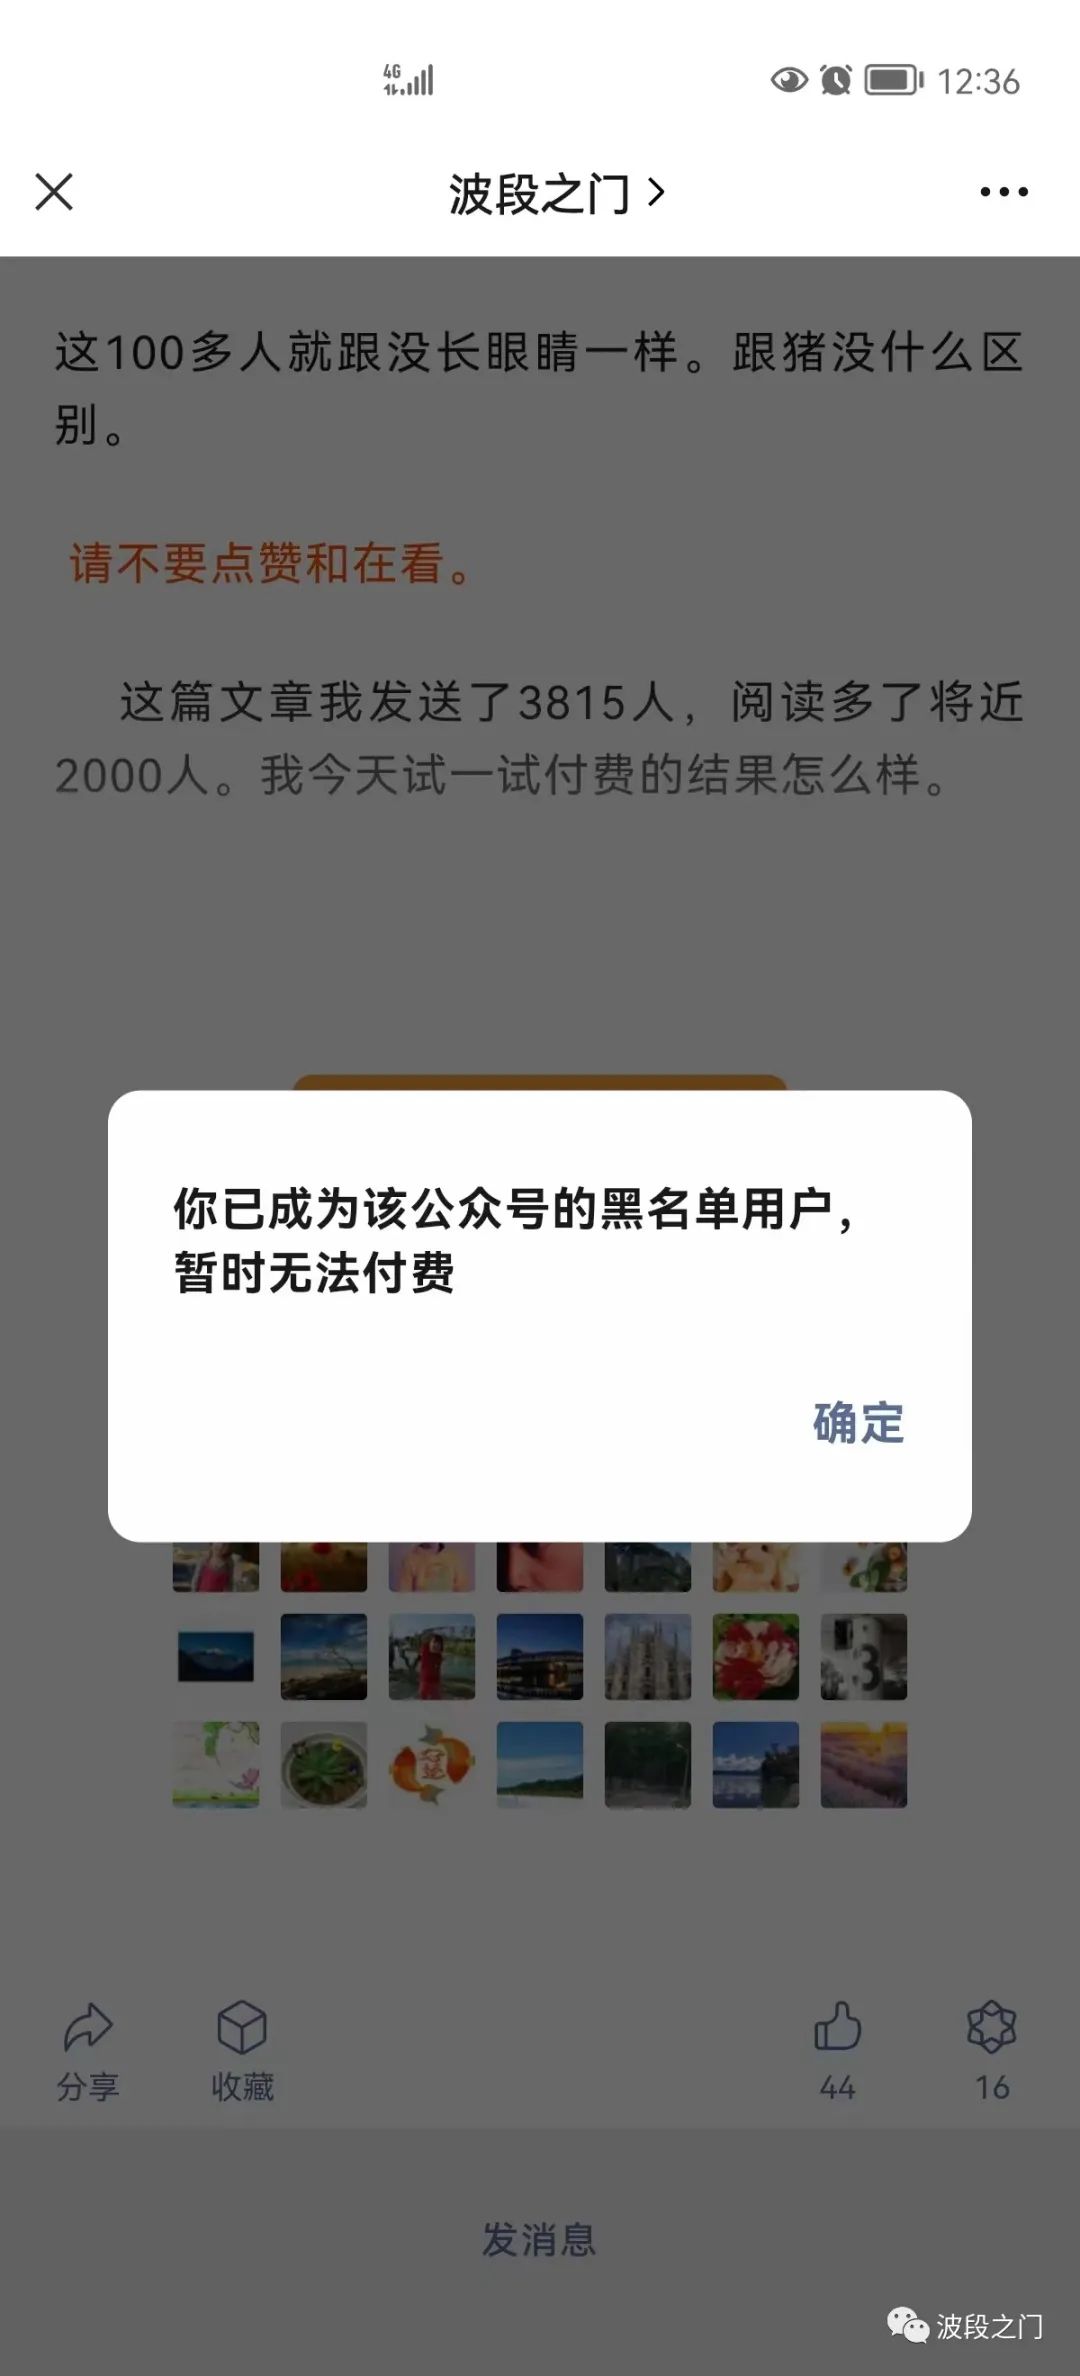 4G
12:36
波段之门
这100多人就跟没长眼睛一样。跟猪没什么区
别。
请不要点赞和在看。
这篇文章我发送了3815人，阅读多了将近
2000人。我今天试一试付费的结果怎么样。
你已成为该公众号的黑名单用户，
暂时无法付费
确定
3
好运
分享
收藏
44
16
发消息
波段之门